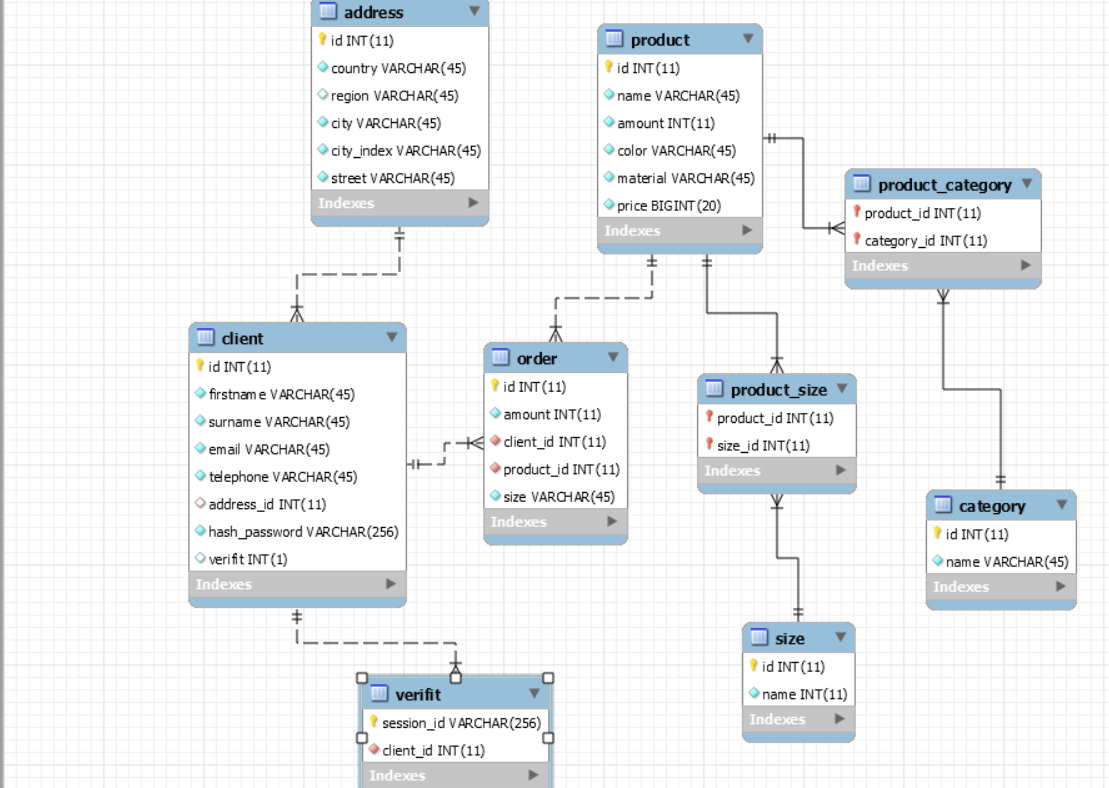 address
id INT(11)
country VARCHAR(45)
region VARCHAR(45)
city VARCHAR(45)
city_index VARCHAR(45)
street VARCHAR(45)
Indexes
product
id INT(11)
name VARCHAR(45)
amount INT(11)
color VARCHAR(45)
material VARCHAR(45)
price BIGINT(20)
Indexes
product_category
product_id INT(11)
category_id INT(11)
Indexes
client
id INT(11)
firstname VARCHAR(45)
surname VARCHAR(45)
email VARCHAR(45)
telephone VARCHAR(45)
address_id INT(11)
hash_password VARCHAR(256)
verifit INT(1)
Indexes
order
id INT(11)
amount INT(11)
client_id INT(11)
product_id INT(11)
size VARCHAR(45)
Indexes
product_size
product_id INT(11)
size_id INT(11)
Indexes
category
id INT(11)
name VARCHAR(45)
Indexes
size
id INT(11)
name INT(11)
Indexes
verifit
session_id VARCHAR(256)
client_id INT(11)
Indexes